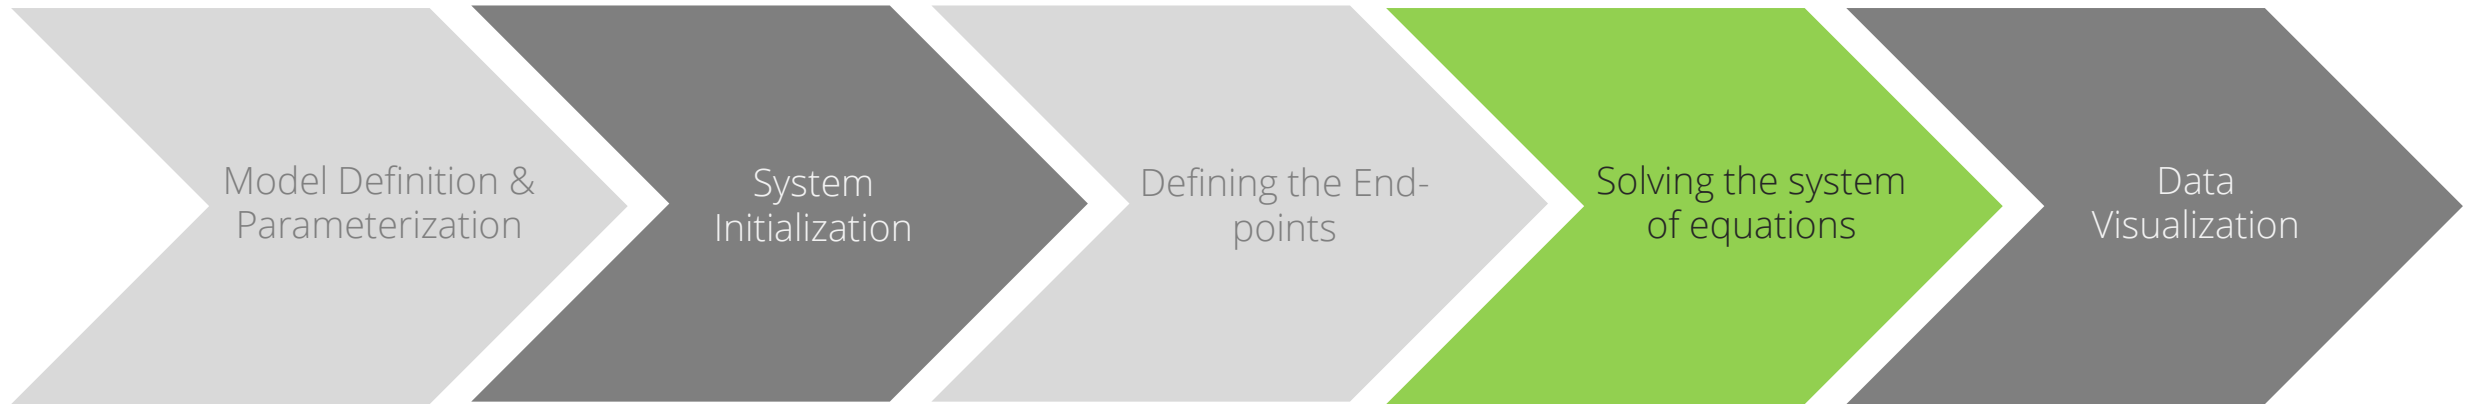 Model Definition &
Parameterization
System
Initialization
Defining the End-
points
Solving the system
of equations
Data
Visualization